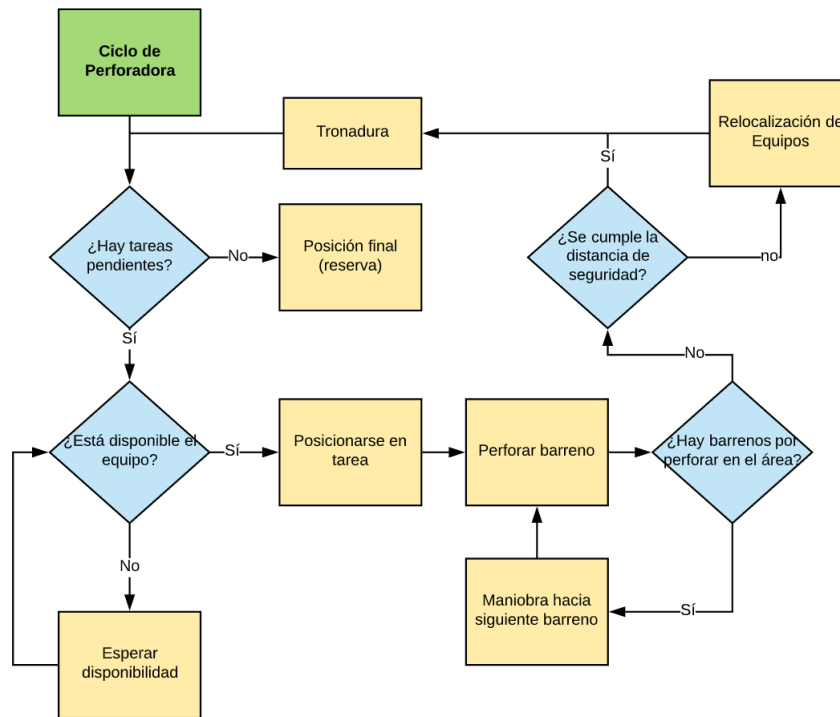 Ciclo de
Perforadora
Tronadura
Relocalización de
Equipos
Sí
¿Hay tareas
pendientes?
No
Posición final
(reserva)
¿Se cumple la
distancia de
seguridad?
no
Sí
No
¿Está disponible el
equipo?
Sí
Posicionarse en
tarea
Perforar barreno
¿Hay barrenos por
perforar en el área?
No
Maniobra hacia
siguiente barreno
Sí
Esperar
disponibilidad